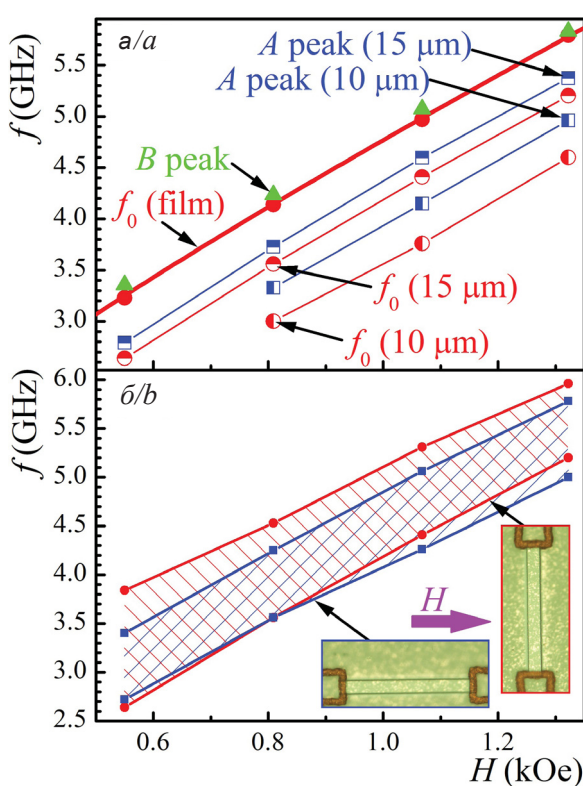 a/a
f (GHz)
5.5
5.0
4.5
4.0
3.5
3.0
A peak (15 μm)
A peak (10 μm)
B peak
f₀ (film)
f₀ (15 μm)
f₀ (10 μm)
б/b
f (GHz)
6.0
5.5
5.0
4.5
4.0
3.5
3.0
2.5
H
0.6
0.8
1.0
1.2
H (kOe)